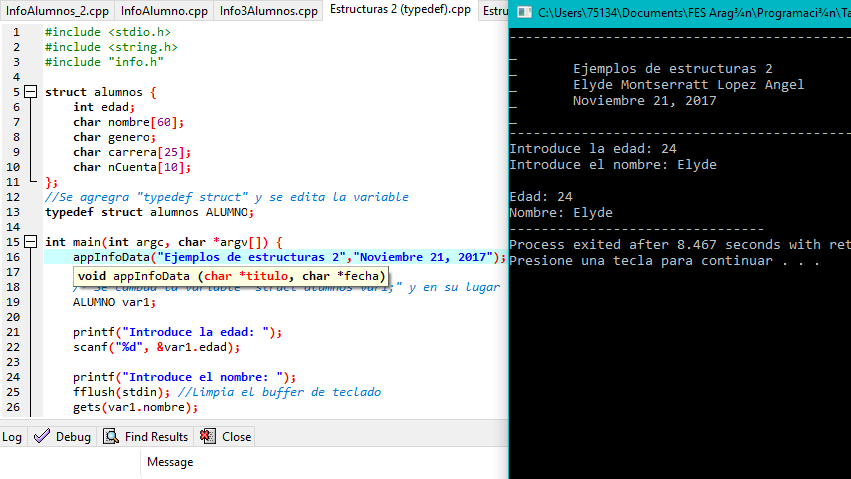 InfoAlumnos_2.cpp InfoAlumno.cpp Info3Alumnos.cpp Estructuras 2 (typedef).cpp Estru
1 #include <stdio.h>
2 #include <string.h>
3 #include "info.h"
4
5 struct alumnos {
6 int edad;
7 char nombre[60];
8 char genero;
9 char carrera[25];
10 char nCuenta[10];
11 };
12 //Se agregra "typedef struct" y se edita la variable
13 typedef struct alumnos ALUMNO;
14
15 int main(int argc, char *argv[]) {
16 appInfoData("Ejemplos de estructuras 2","Noviembre 21, 2017");
17 void appInfoData (char *titulo, char *fecha)
18 /*Se cambia la variable "struct alumnos var1;" y en su lugar
19 ALUMNO var1;
20
21 printf("Introduce la edad: ");
22 scanf("%d", &var1.edad);
23
24 printf("Introduce el nombre: ");
25 fflush(stdin); //Limpia el buffer de teclado
26 gets(var1.nombre);
Log Debug Find Results Close
Message
C:\Users\75134\Documents\FES Arag¾n\Programaci¾n\Ta
-----------------------------------------
Ejemplos de estructuras 2
Elyde Montserratt Lopez Angel
Noviembre 21, 2017
-----------------------------------------
Introduce la edad: 24
Introduce el nombre: Elyde
Edad: 24
Nombre: Elyde
--------------------------------
Process exited after 8.467 seconds with ret
Presione una tecla para continuar . . .